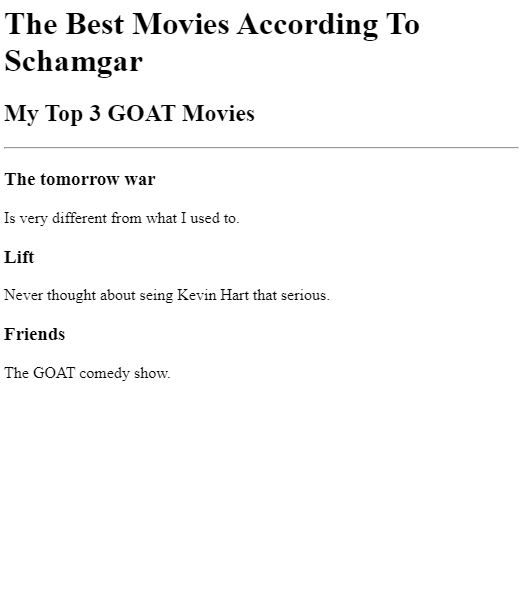 The Best Movies According To
Schamgar
My Top 3 GOAT Movies
The tomorrow war
Is very different from what I used to.
Lift
Never thought about seing Kevin Hart that serious.
Friends
The GOAT comedy show.